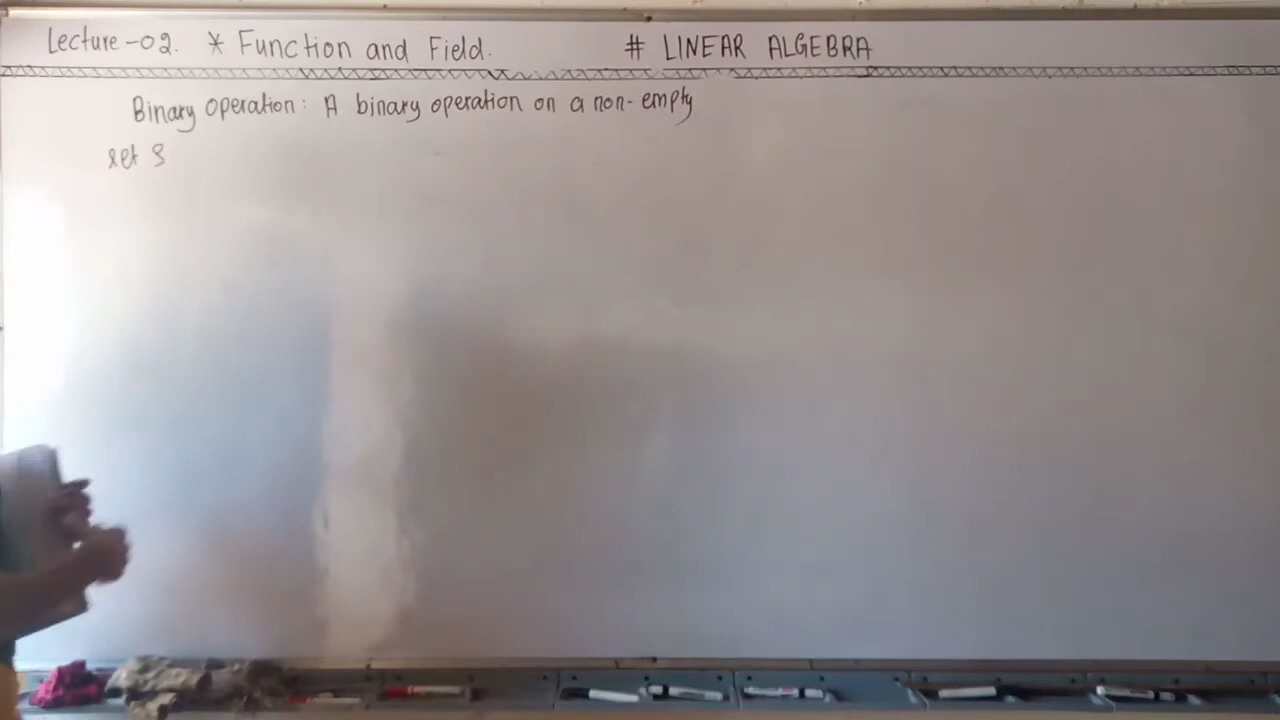 Lecture-02. * Function and Field. # LINEAR ALGEBRA
Binary operation: A binary operation on a non-empty
set S